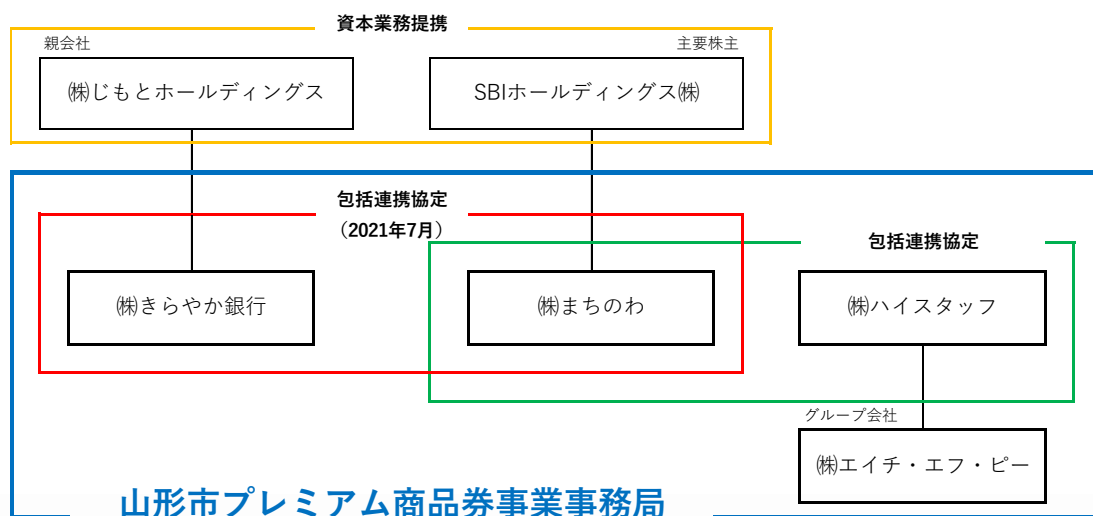 資本業務提携
親会社
主要株主
㈱じもとホールディングス
SBIホールディングス㈱
包括連携協定
（2021年7月）
包括連携協定
㈱きらやか銀行
㈱まちのわ
㈱ハイスタッフ
グループ会社
㈱エイチ・エフ・ピー
山形市プレミアム商品券事業事務局